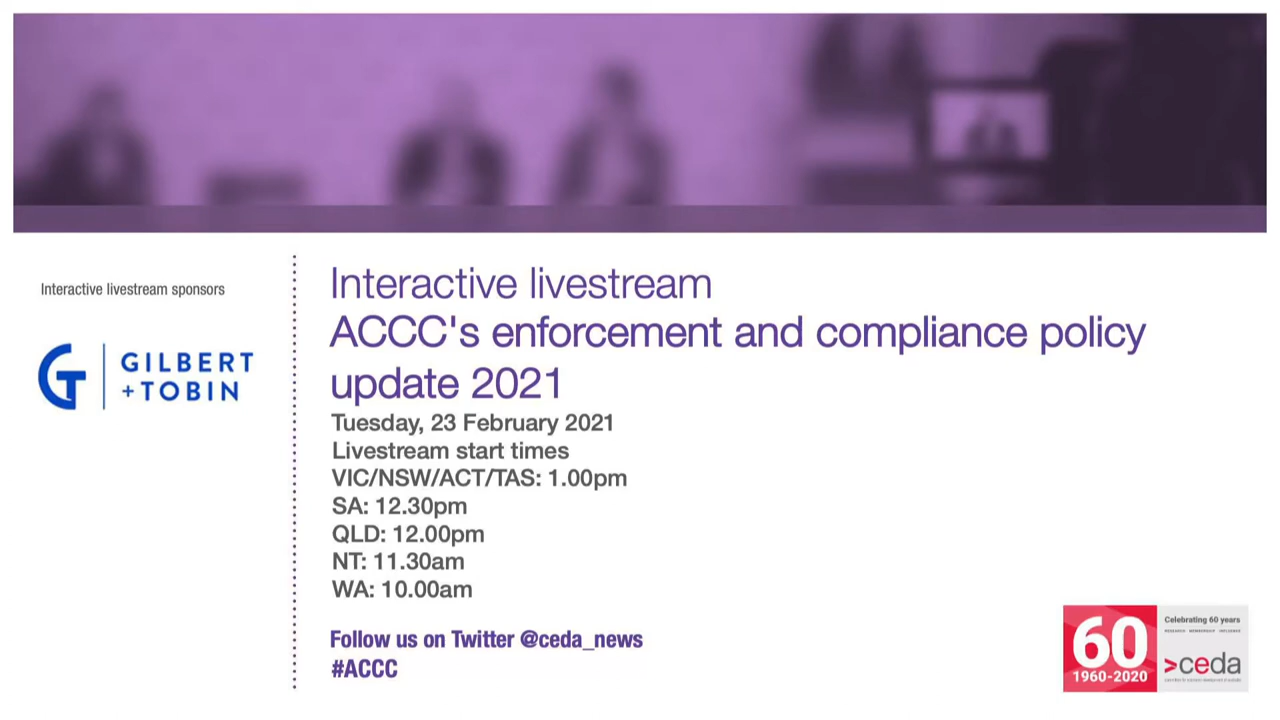 Interactive livestream sponsors
GILBERT
+TOBIN
Interactive livestream
ACCC's enforcement and compliance policy
update 2021
Tuesday, 23 February 2021
Livestream start times
VIC/NSW/ACT/TAS: 1.00pm
SA: 12.30pm
QLD: 12.00pm
NT: 11.30am
WA: 10.00am
Follow us on Twitter @ceda_news
#ACCC
60
1960-2020
Celebrating 60 years
>ceda